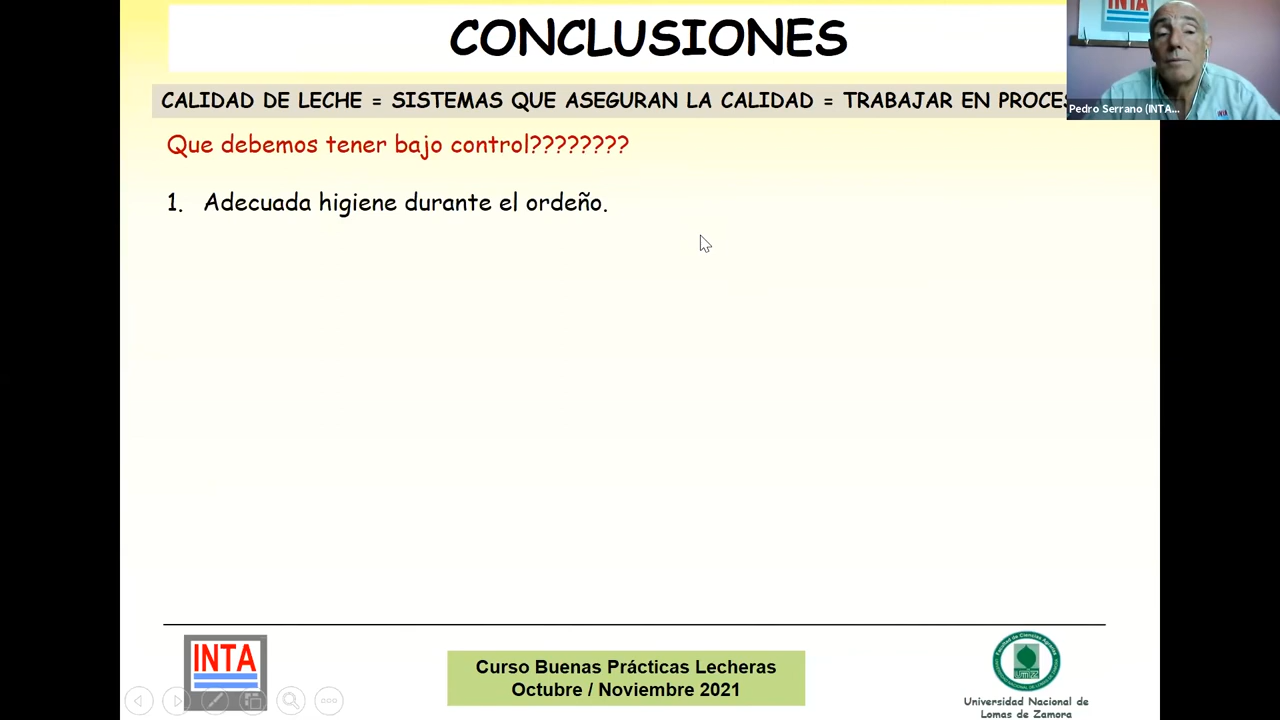 CONCLUSIONES
INTA
CALIDAD DE LECHE = SISTEMAS QUE ASEGURAN LA CALIDAD = TRABAJAR EN PROCES
Pedro Serrano (INTA...
Que debemos tener bajo control????????
1. Adecuada higiene durante el ordeño.
INTA
Curso Buenas Prácticas Lecheras
Octubre / Noviembre 2021
Universidad Nacional de
Lomas de Zamora